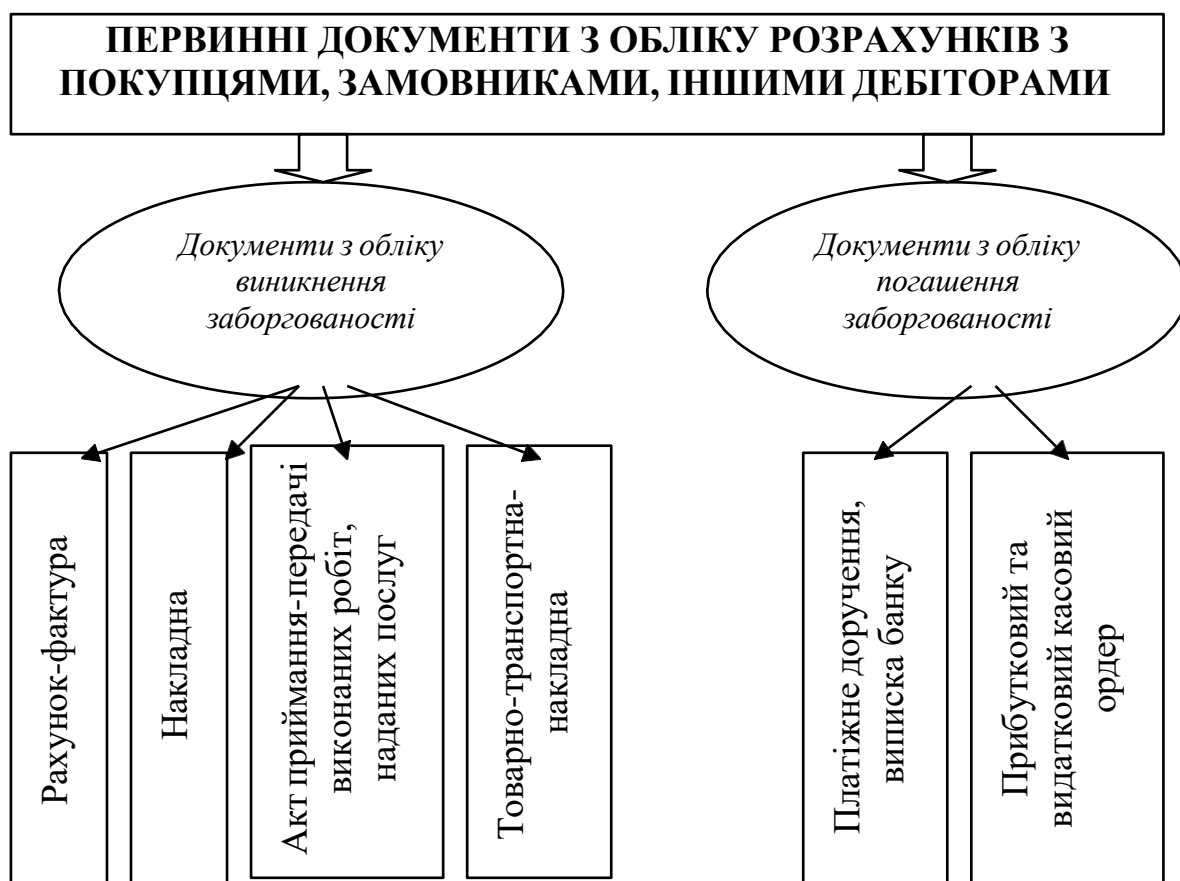 ПЕРВИННІ ДОКУМЕНТИ З ОБЛІКУ РОЗРАХУНКІВ З
ПОКУПЦЯМИ, ЗАМОВНИКАМИ, ІНШИМИ ДЕБІТОРАМИ
Документи з обліку
виникнення
заборгованості
Документи з обліку
погашення
заборгованості
Рахунок-фактура
Накладна
Акт приймання-передачі
виконаних робіт,
наданих послуг
Товарно-транспортна-
накладна
Платіжне доручення,
виписка банку
Прибутковий та
видатковий касовий
ордер